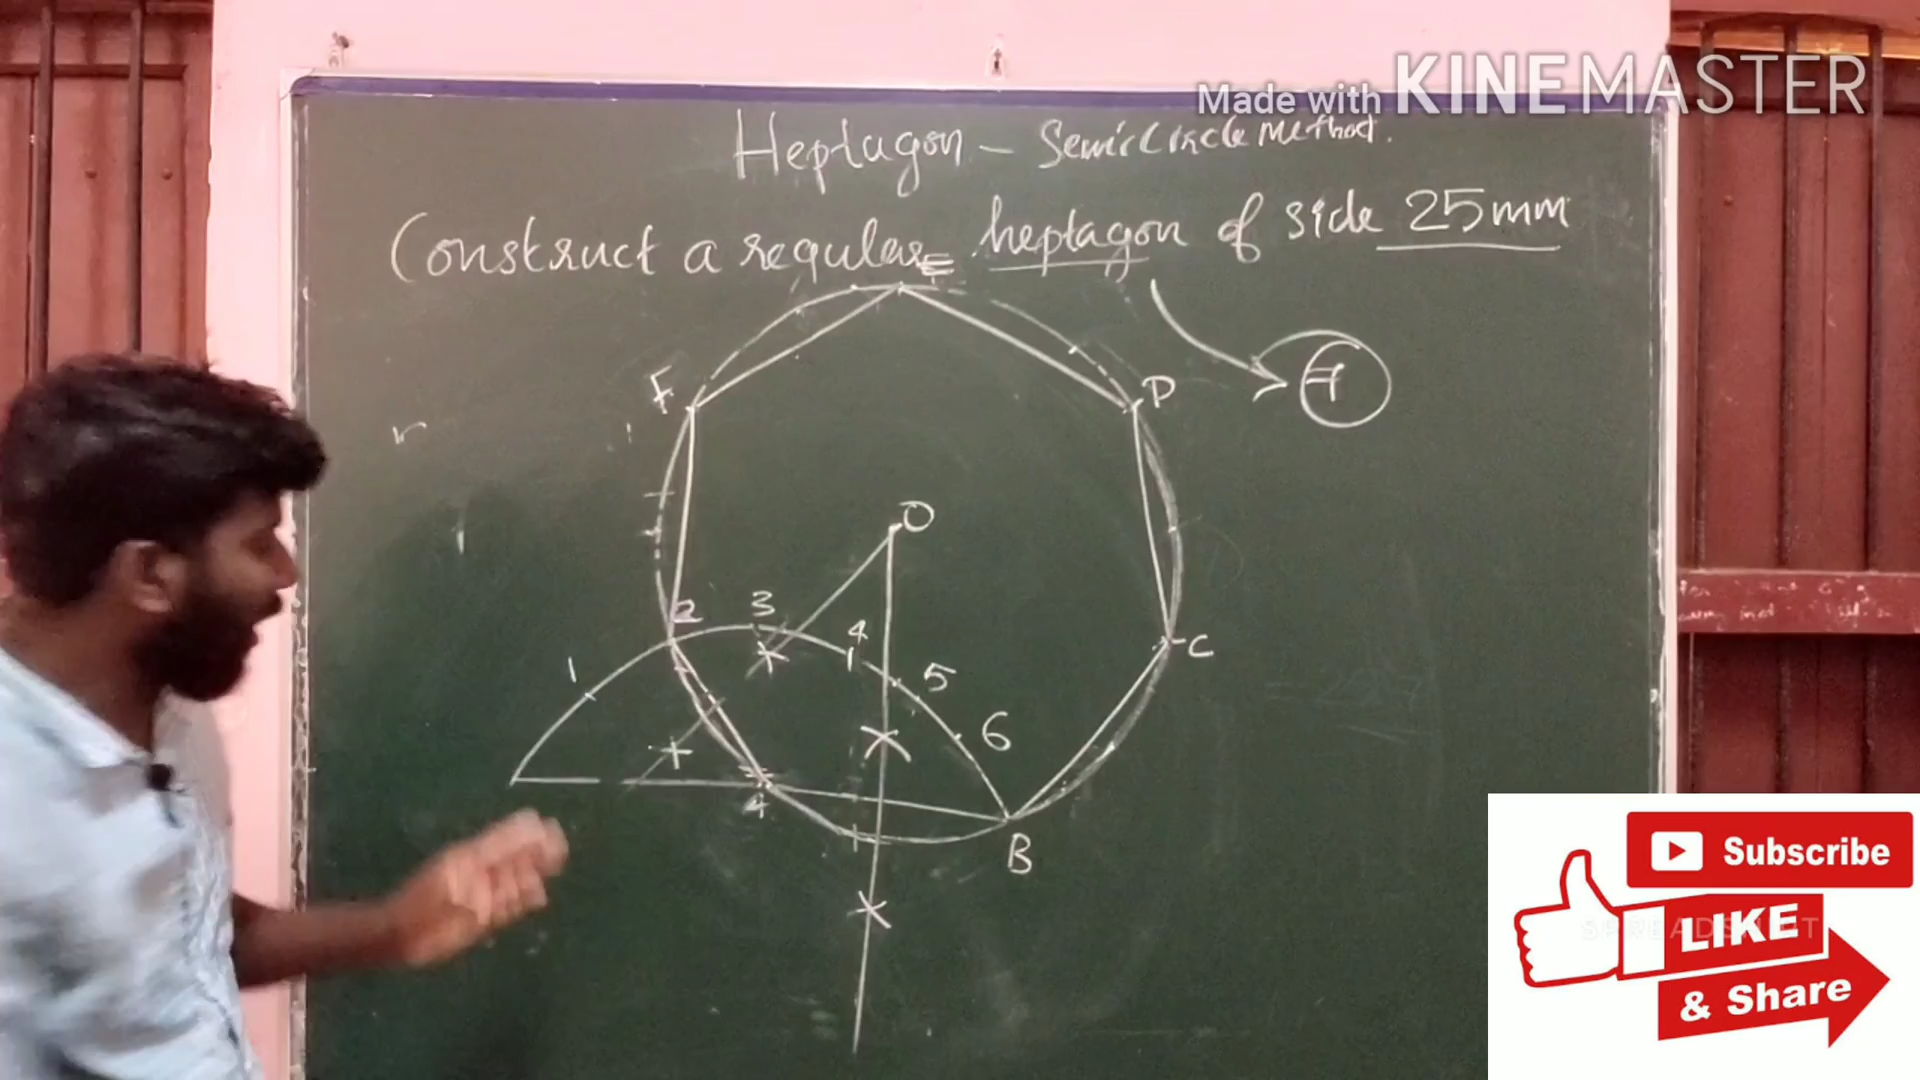 Made with KINEMASTER
Heptagon - Semicircle Method.
Construct a regular heptagon of side 25mm
F
P
7
O
2
3
4
1
5
C
6
A
B
Subscribe
LIKE
& Share